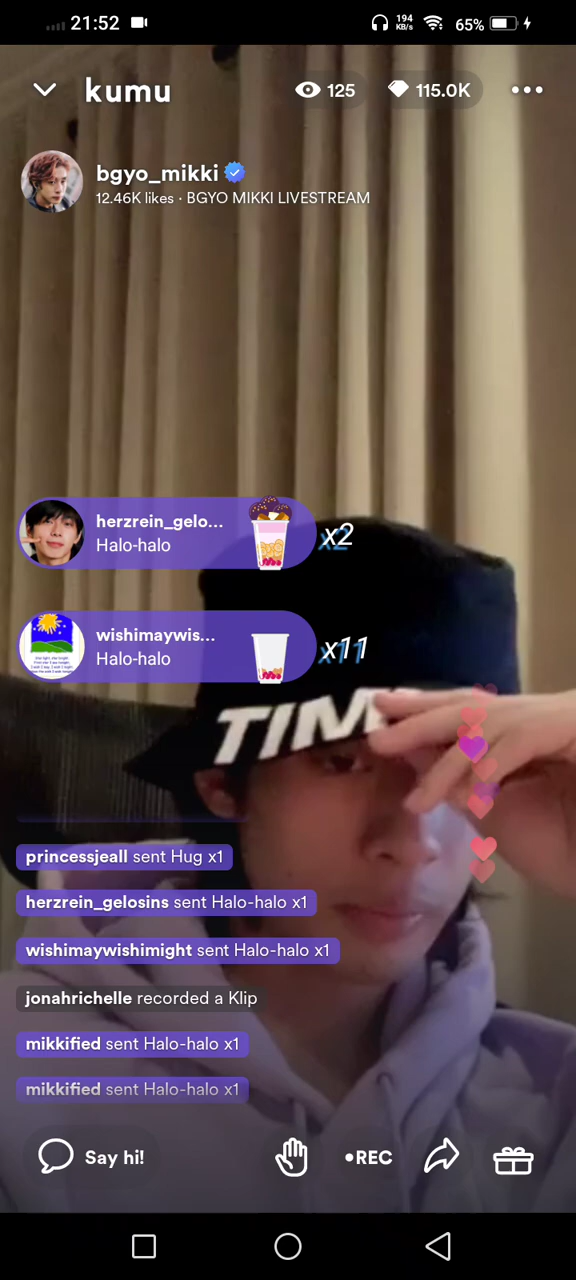 21:52
194
KB/s
65%
kumu
125
115.0K
bgyo_mikki
12.46K likes · BGYO MIKKI LIVESTREAM
herzrein_gelo...
Halo-halo
x2
wishimaywis...
Halo-halo
x11
TIM
princessjeall sent Hug x1
herzrein_gelosins sent Halo-halo x1
wishimaywishimight sent Halo-halo x1
jonahrichelle recorded a Klip
mikkified sent Halo-halo x1
mikkified sent Halo-halo x1
Say hi!
•REC